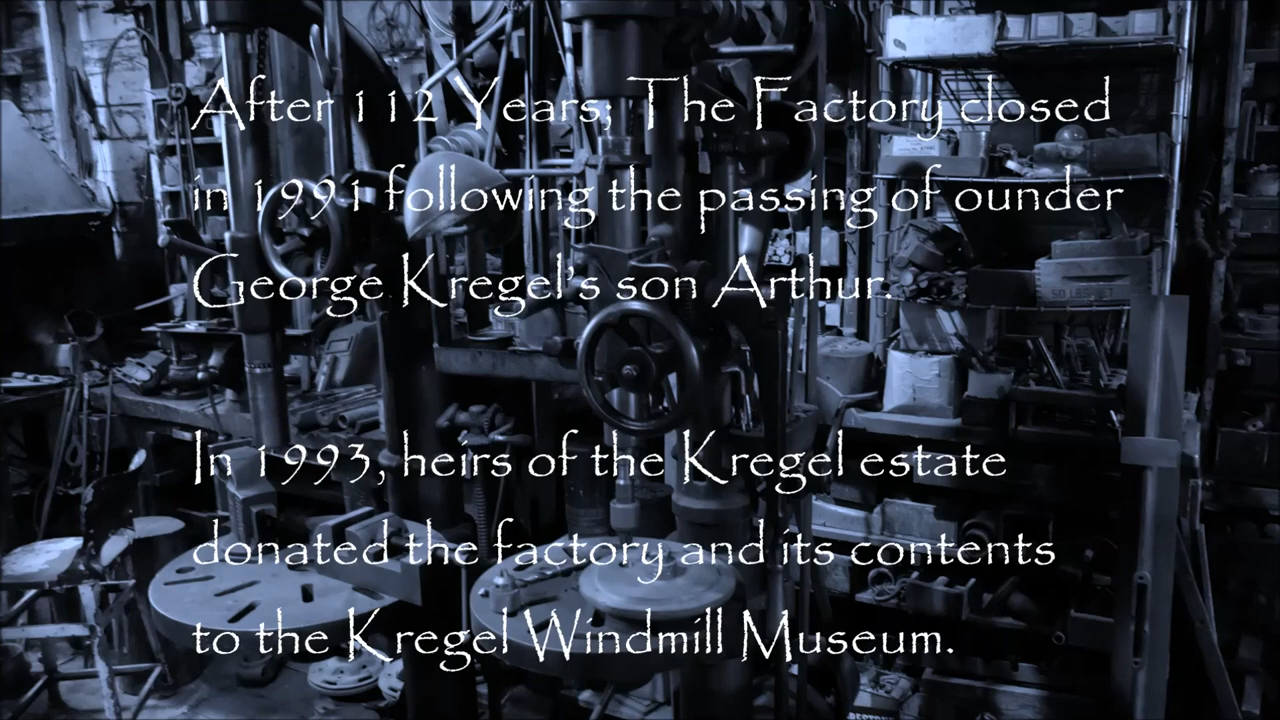 After 112 Years; The Factory closed
in 1991 following the passing of ounder
George Kregel's son Arthur.
In 1993, heirs of the Kregel estate
donated the factory and its contents
to the Kregel Windmill Museum.